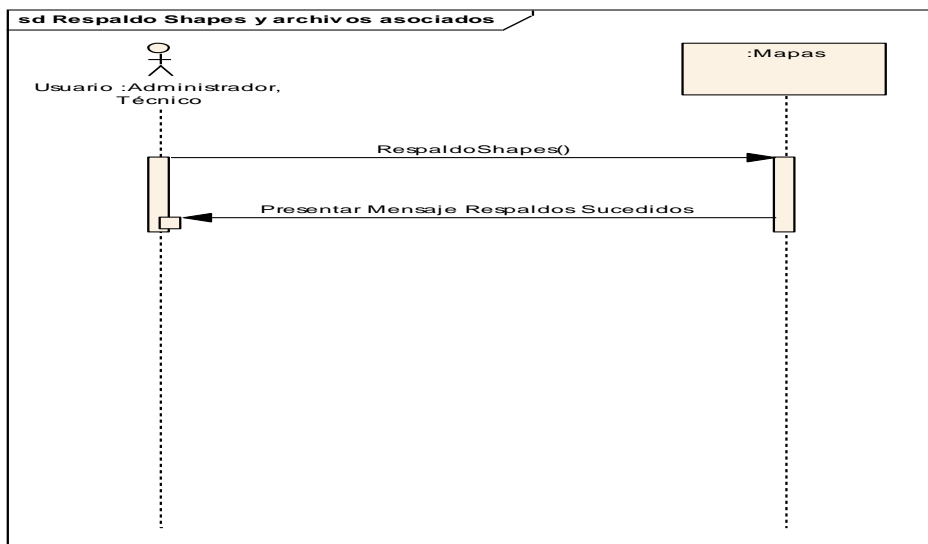 sd Respaldo Shapes y archivos asociados
Usuario :Administrador,
Técnico
:Mapas
RespaldoShapes()
Presentar Mensaje Respaldos Sucedidos